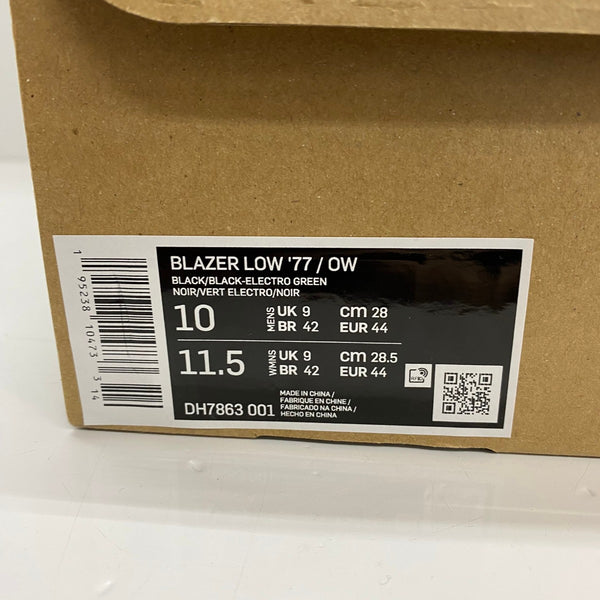 1 95238 10473 3 14
BLAZER LOW '77 / OW
BLACK/BLACK-ELECTRO GREEN
NOIR/VERT ELECTRO/NOIR
10 MENS UK 9 cm 28
BR 42 EUR 44
11.5 WMNS UK 9 cm 28.5
BR 42 EUR 44
DH7863 001
MADE IN CHINA /
FABRIQUE EN CHINE /
FABRICADO NA CHINA /
HECHO EN CHINA